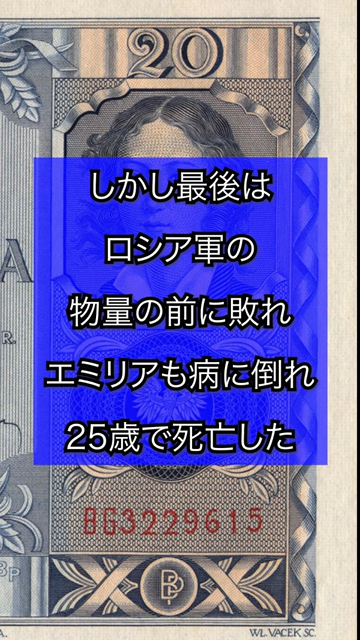 20
しかし最後は
ロシア軍の
物量の前に敗れ
エミリアも病に倒れ
25歳で死亡した
A
R.
BG3229615
BP
Bp
A.
WŁ. VACEK SC.